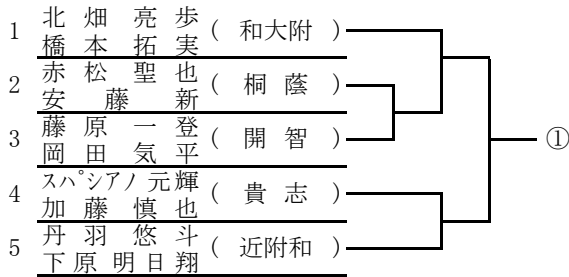 1 北畑 亮歩 ( 和大附 )
橋本 拓実
2 赤松 聖也 ( 桐蔭 )
安藤 新
3 藤原 一登 ( 開智 )
岡田 気平
①
4 スパシアノ 元輝 ( 貴志 )
加藤 慎也
5 丹羽 悠斗 ( 近附和 )
下原 明日翔